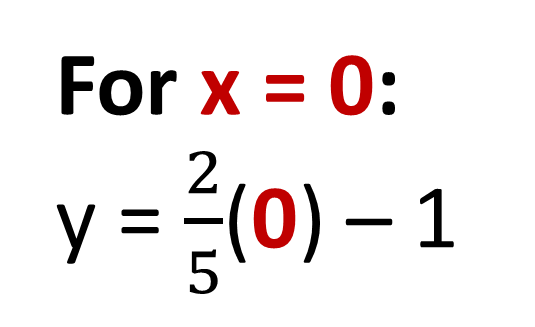 For x = 0:
y = 2/5(0) – 1